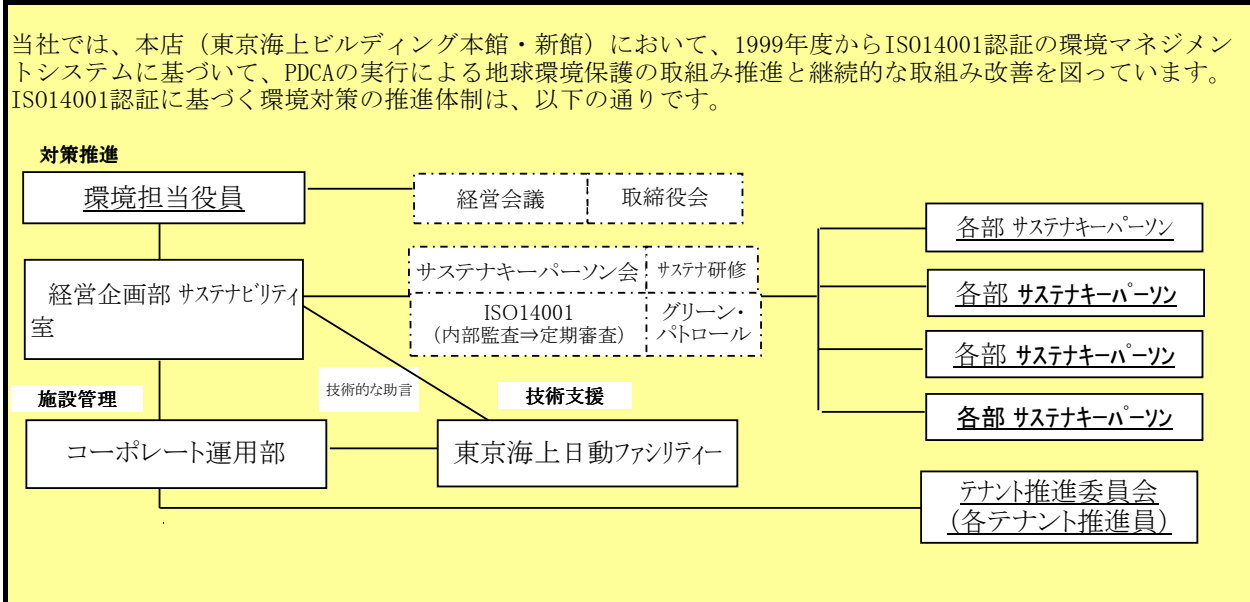 当社では、本店（東京海上ビルディング本館・新館）において、1999年度からISO14001認証の環境マネジメン
トシステムに基づいて、PDCAの実行による地球環境保護の取組み推進と継続的な取組み改善を図っています。
ISO14001認証に基づく環境対策の推進体制は、以下の通りです。
対策推進
環境担当役員
経営会議
取締役会
経営企画部 サステナビリティ
室
サステナキーパーソン会
サステナ研修
ISO14001
(内部監査⇒定期審査)
グリーン・
パトロール
各部 サステナキーパーソン
各部 サステナキーパーソン
各部 サステナキーパーソン
各部 サステナキーパーソン
技術的な助言
施設管理
技術支援
コーポレート運用部
東京海上日動ファシリティー
テナント推進委員会
(各テナント推進員)